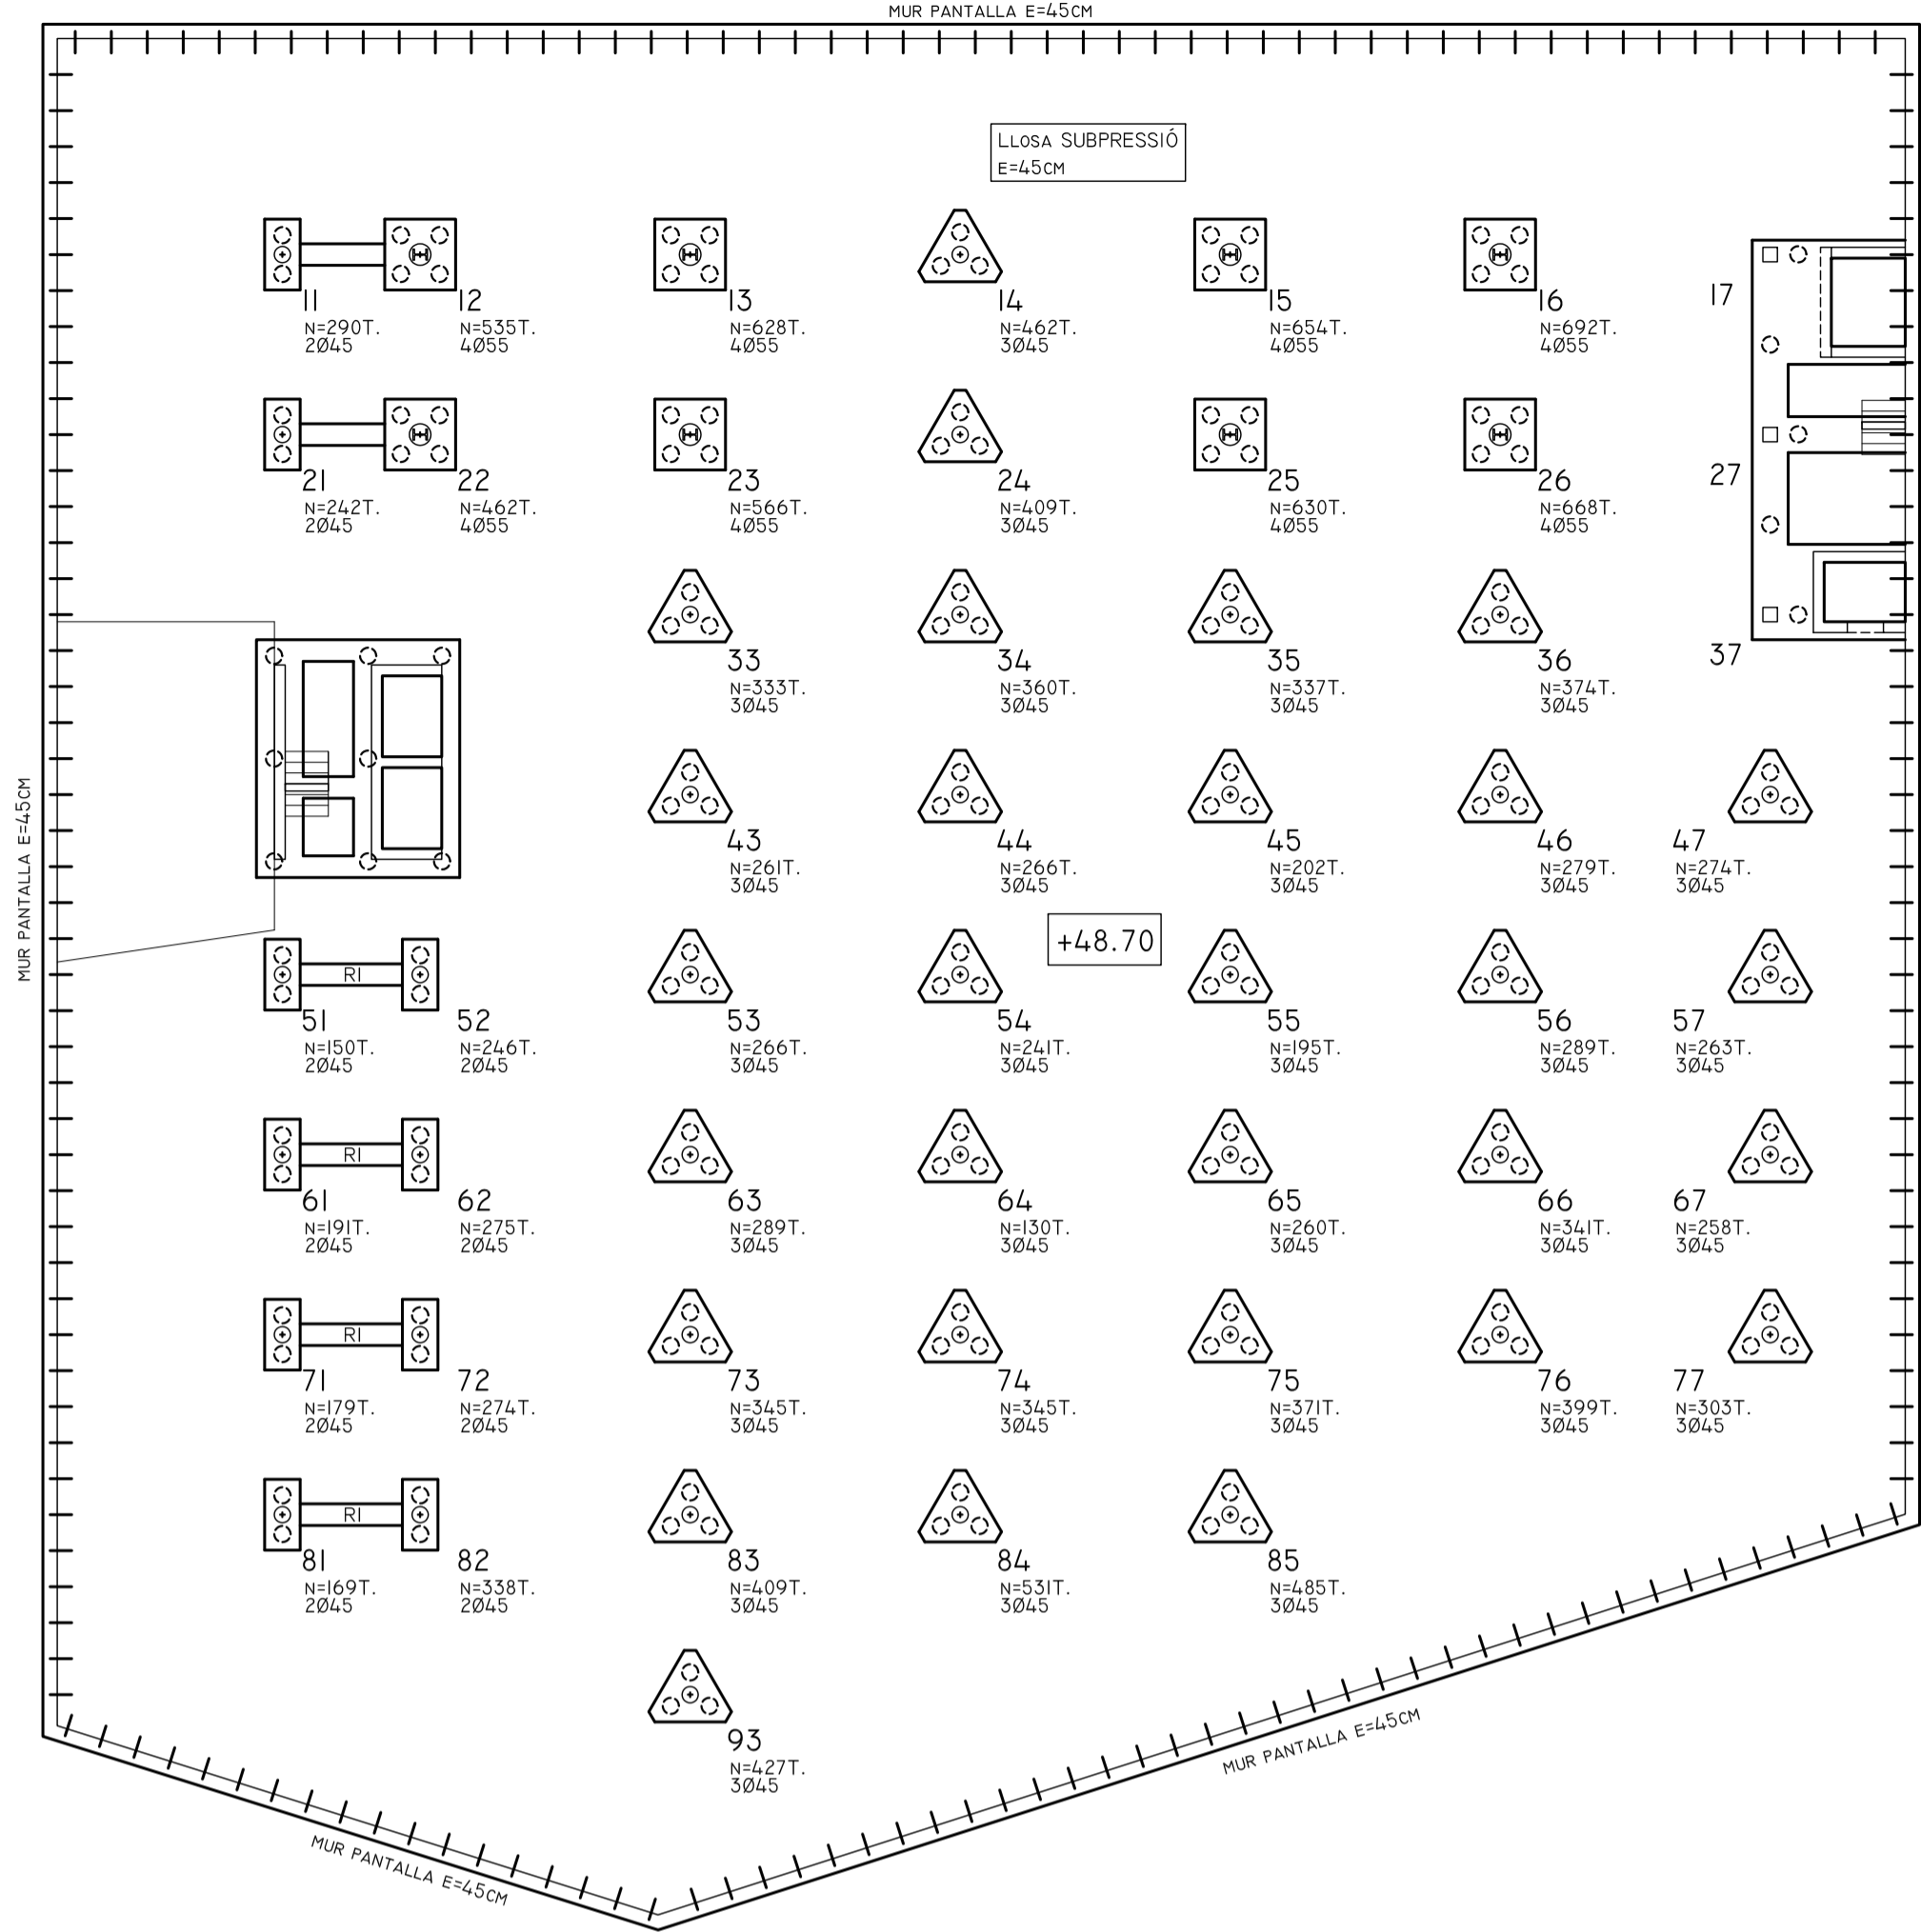 MUR PANTALLA E=45CM
LLOSA SUBPRESSIÓ
E=45CM
11
N=290T.
2Ø45
12
N=535T.
4Ø55
13
N=628T.
4Ø55
14
N=462T.
3Ø45
15
N=654T.
4Ø55
16
N=692T.
4Ø55
17
21
N=242T.
2Ø45
22
N=462T.
4Ø55
23
N=566T.
4Ø55
24
N=409T.
3Ø45
25
N=630T.
4Ø55
26
N=668T.
4Ø55
27
33
N=333T.
3Ø45
34
N=360T.
3Ø45
35
N=337T.
3Ø45
36
N=374T.
3Ø45
37
MUR PANTALLA E=45CM
43
N=261T.
3Ø45
44
N=266T.
3Ø45
45
N=202T.
3Ø45
46
N=279T.
3Ø45
47
N=274T.
3Ø45
+48.70
R1
51
N=150T.
2Ø45
52
N=246T.
2Ø45
53
N=266T.
3Ø45
54
N=241T.
3Ø45
55
N=195T.
3Ø45
56
N=289T.
3Ø45
57
N=263T.
3Ø45
R1
61
N=191T.
2Ø45
62
N=275T.
2Ø45
63
N=289T.
3Ø45
64
N=130T.
3Ø45
65
N=260T.
3Ø45
66
N=341T.
3Ø45
67
N=258T.
3Ø45
R1
71
N=179T.
2Ø45
72
N=274T.
2Ø45
73
N=345T.
3Ø45
74
N=345T.
3Ø45
75
N=371T.
3Ø45
76
N=399T.
3Ø45
77
N=303T.
3Ø45
R1
81
N=169T.
2Ø45
82
N=338T.
2Ø45
83
N=409T.
3Ø45
84
N=531T.
3Ø45
85
N=485T.
3Ø45
93
N=427T.
3Ø45
MUR PANTALLA E=45CM
MUR PANTALLA E=45CM